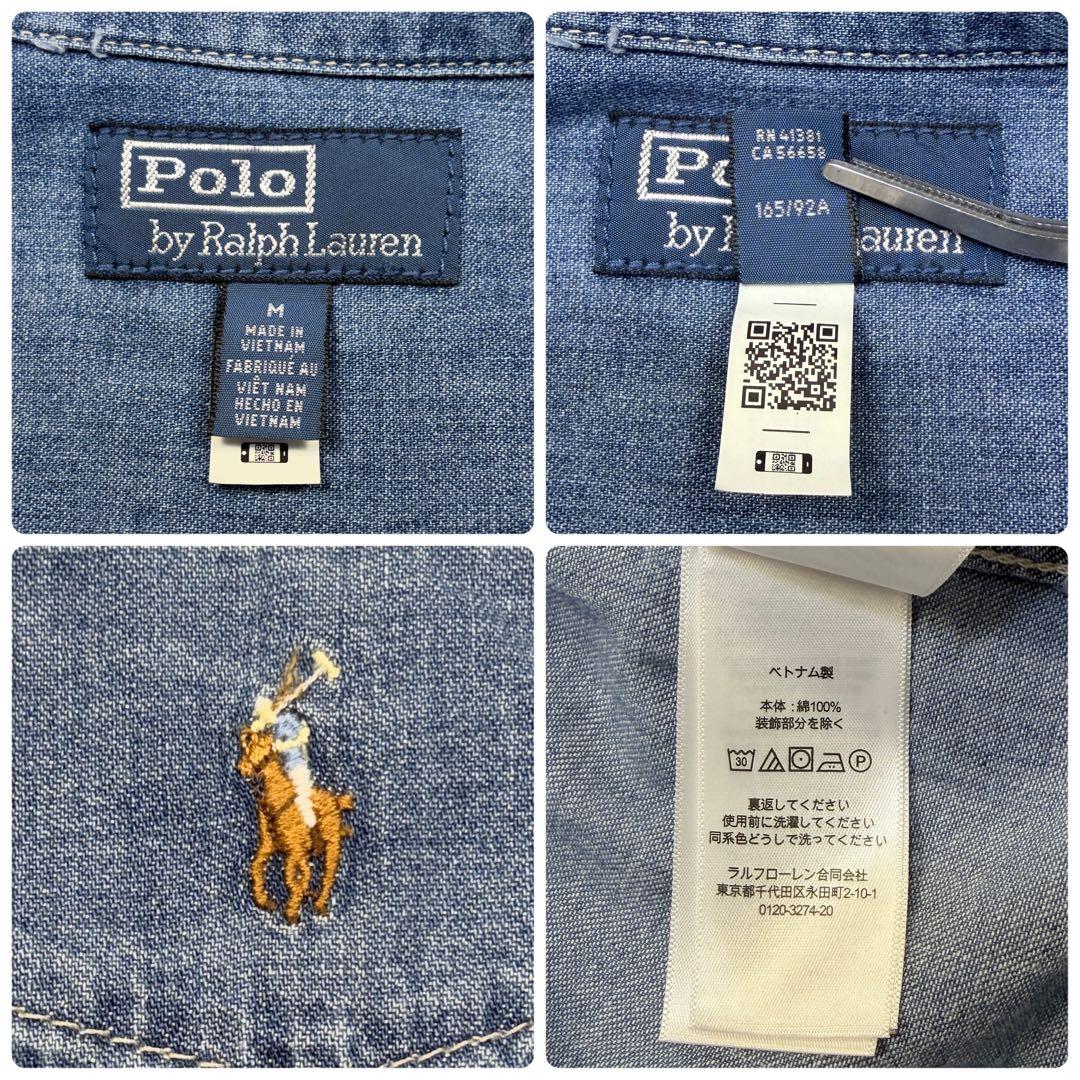 Polo
by Ralph Lauren
M
MADE IN
VIETNAM
FABRIQUÉ AU
VIÊT NAM
HECHO EN
VIETNAM
RN 41381
CA 56658
165/92A
Po
by
auren
ベトナム製
本体 : 綿100%
装飾部分を除く
30
P
裏返してください
使用前に洗濯してください
同系色どうしで洗ってください
ラルフローレン合同会社
東京都千代田区永田町2-10-1
0120-3274-20